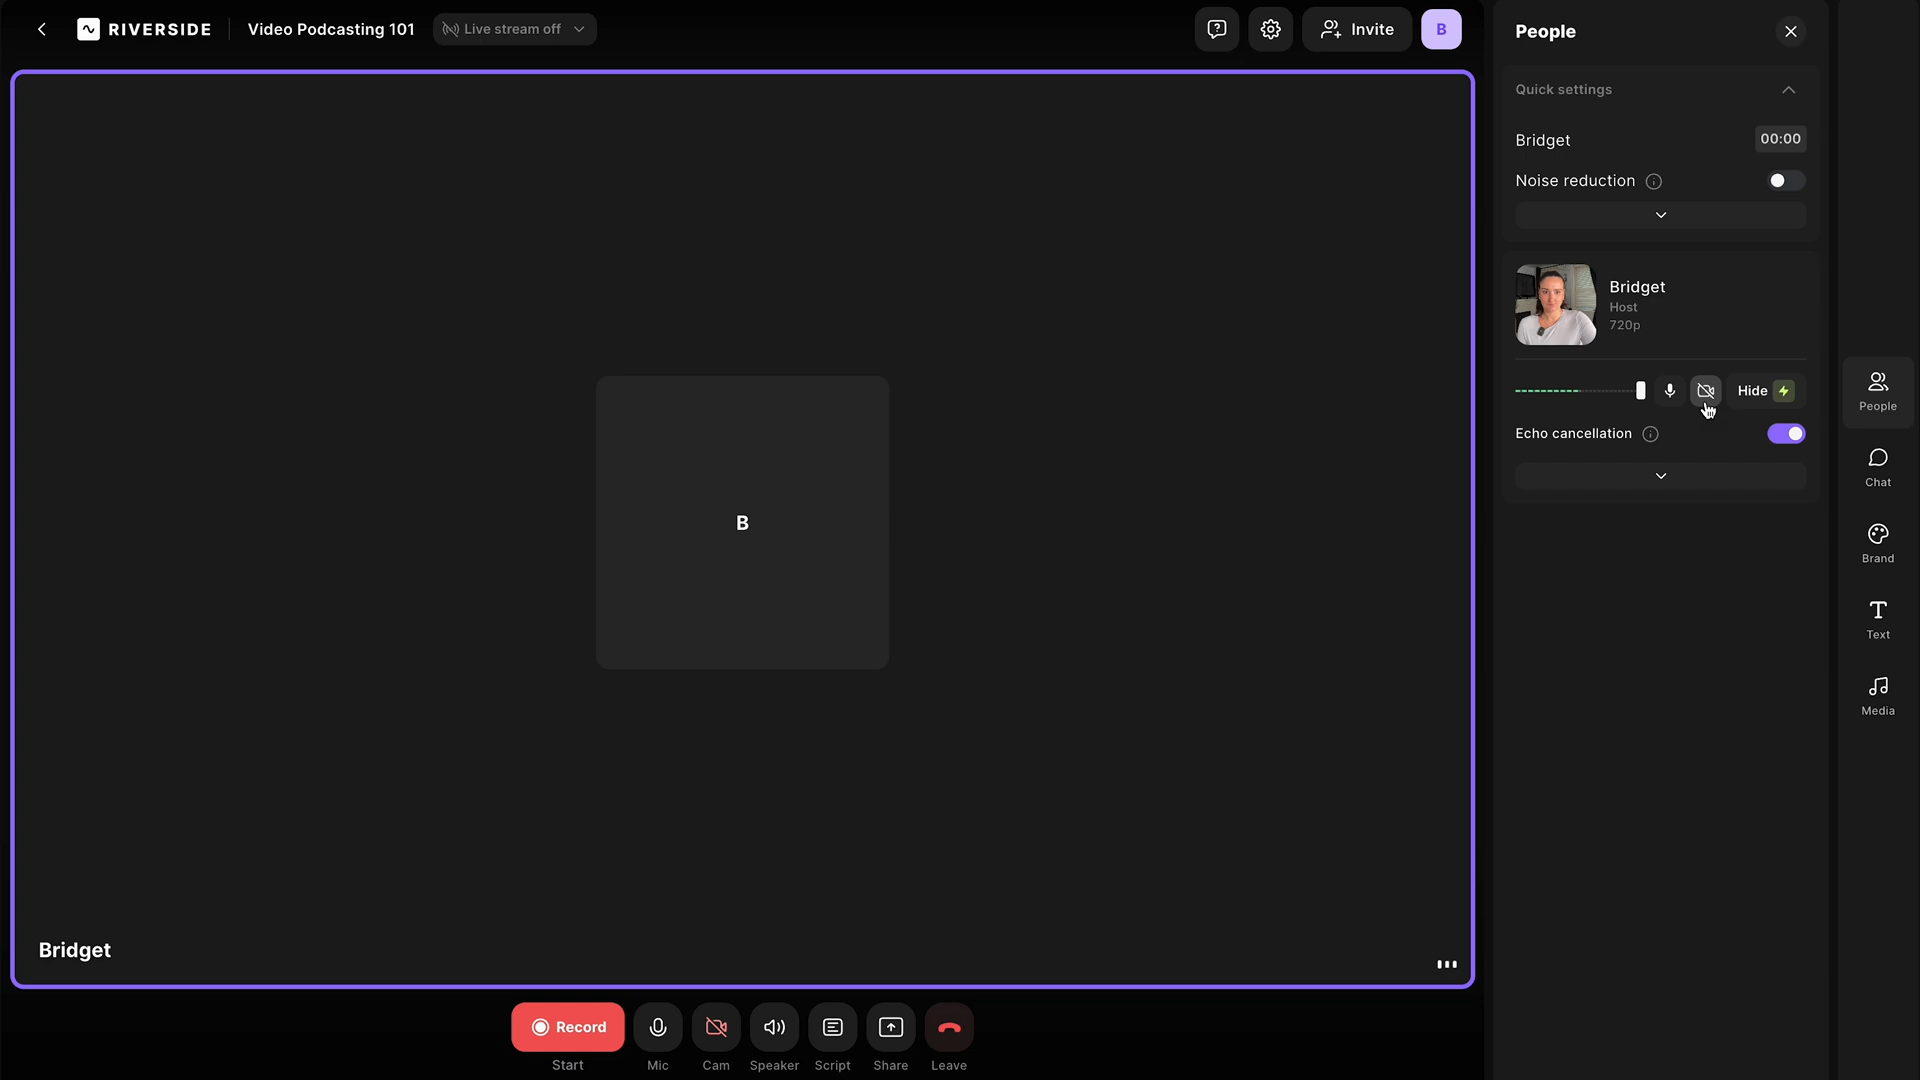 RIVERSIDE
Video Podcasting 101
Live stream off
Invite
B
People
Quick settings
Bridget
00:00
Noise reduction
Bridget
Host
720p
Hide
Echo cancellation
People
Chat
Brand
Text
Media
B
Bridget
Record
Start
Mic
Cam
Speaker
Script
Share
Leave